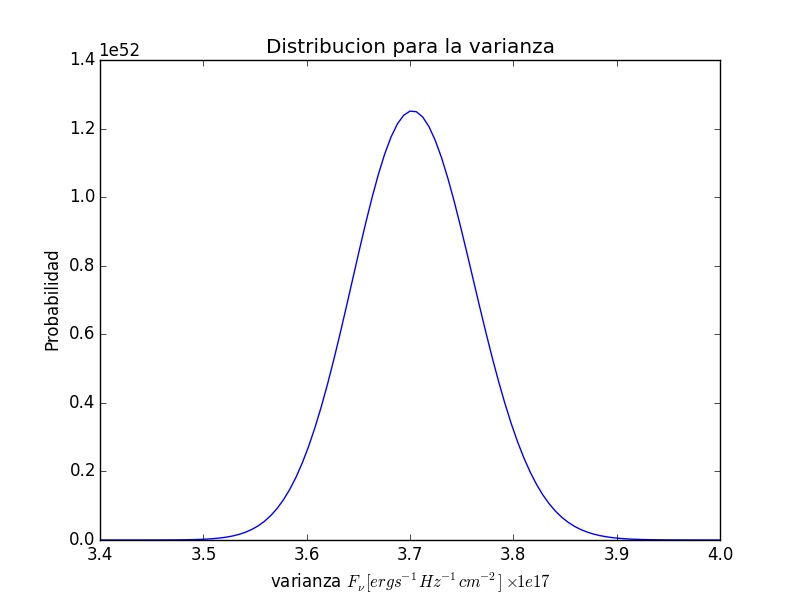 Distribucion para la varianza
1e52
1.4
1.2
1.0
0.8
0.6
0.4
0.2
0.0
Probabilidad
3.4 3.5 3.6 3.7 3.8 3.9 4.0
varianza $F_{\nu}[ergs^{-1}Hz^{-1}cm^{-2}] \times 1e17$